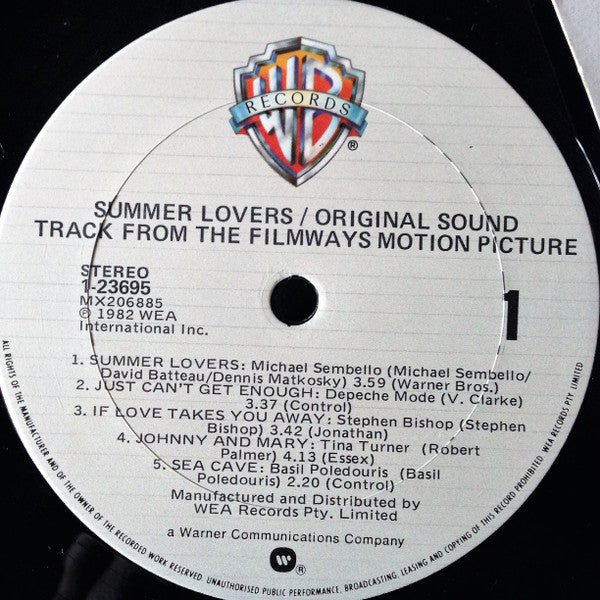 WB
RECORDS
®
SUMMER LOVERS / ORIGINAL SOUND
TRACK FROM THE FILMWAYS MOTION PICTURE
STEREO
1-23695
MX206885
℗ 1982 WEA
International Inc.
1
1. SUMMER LOVERS: Michael Sembello (Michael Sembello/
David Batteau/Dennis Matkosky) 3.59 (Warner Bros.)
2. JUST CAN'T GET ENOUGH: Depeche Mode (V. Clarke)
3.37 (Control)
3. IF LOVE TAKES YOU AWAY: Stephen Bishop (Stephen
Bishop) 3.42 (Jonathan)
4. JOHNNY AND MARY: Tina Turner (Robert
Palmer) 4.13 (Essex)
5. SEA CAVE: Basil Poledouris (Basil
Poledouris) 2.20 (Control)
Manufactured and Distributed by
WEA Records Pty. Limited
a Warner Communications Company
®
ALL RIGHTS OF THE MANUFACTURER AND OF THE OWNER OF THE RECORDED WORK RESERVED. UNAUTHORISED PUBLIC PERFORMANCE, BROADCASTING, LEASING AND COPYING OF THIS RECORD PROHIBITED. WEA RECORDS PTY LIMITED